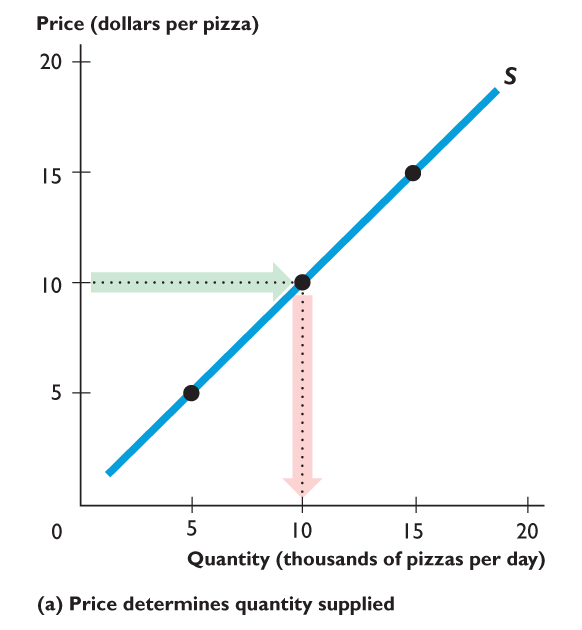 Price (dollars per pizza)
20
S
15
10
5
0
5
10
15
20
Quantity (thousands of pizzas per day)
(a) Price determines quantity supplied